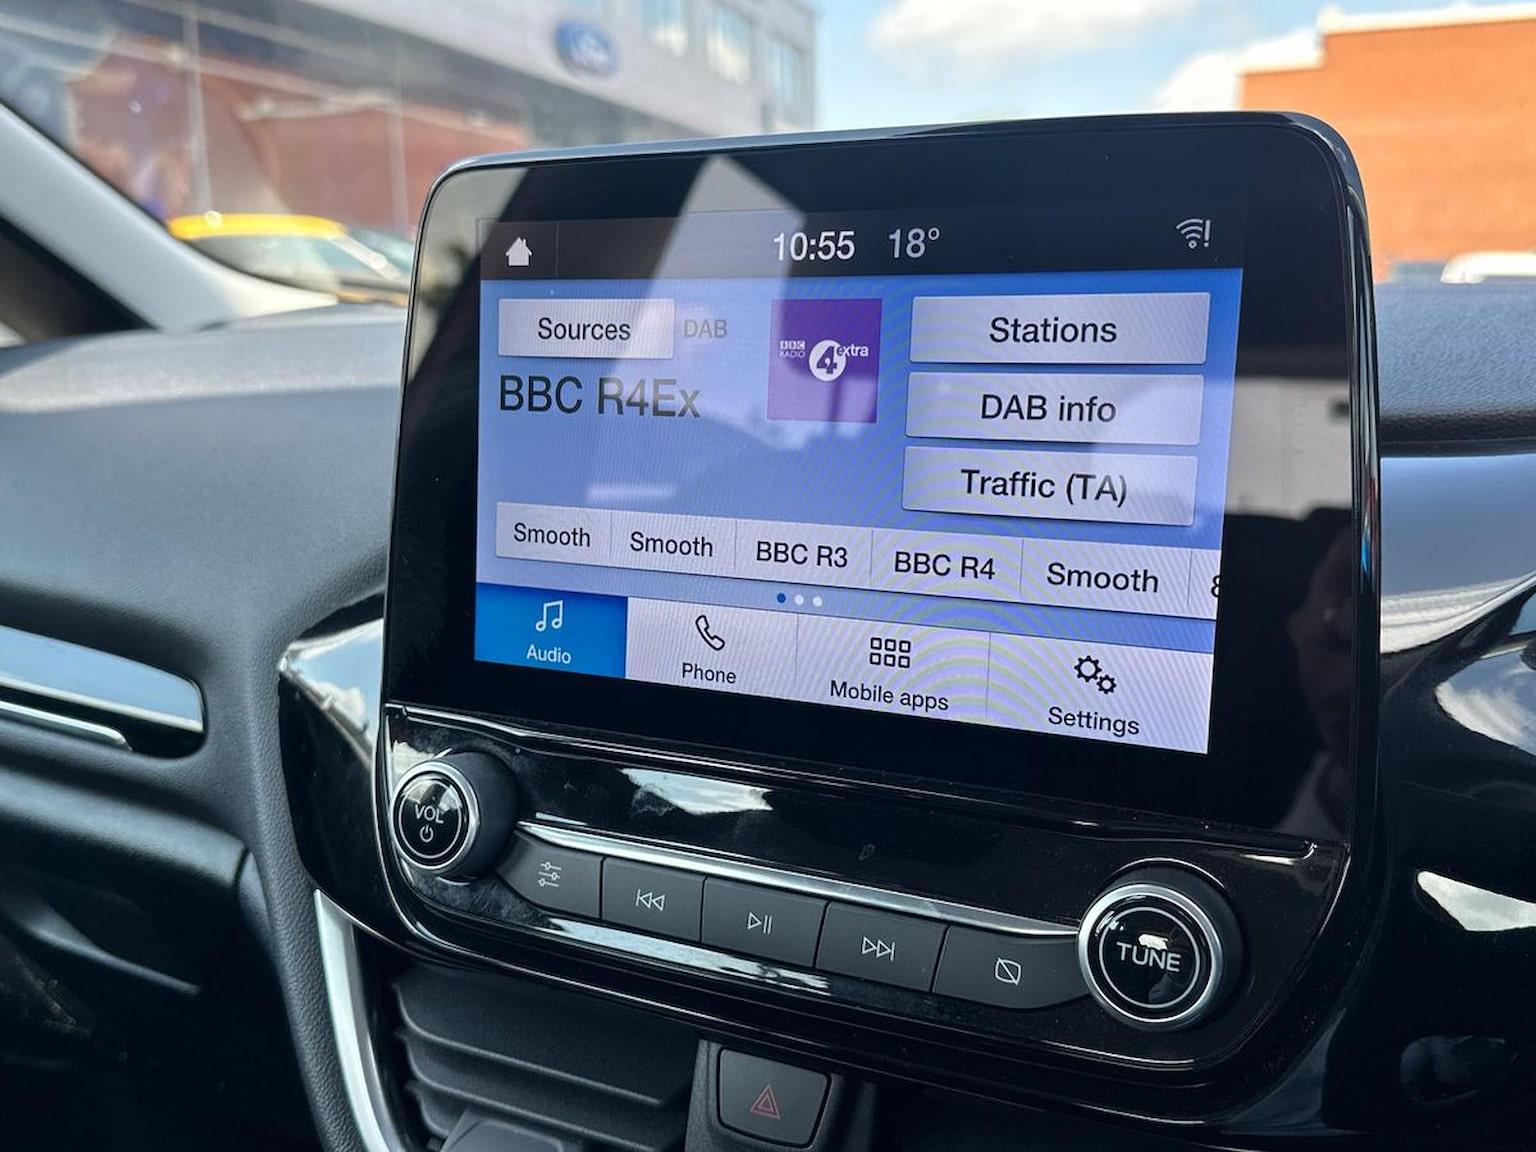 Ford
10:55 18°
Sources DAB
BBC RADIO 4 extra
Stations
BBC R4Ex
DAB info
Traffic (TA)
Smooth Smooth BBC R3 BBC R4 Smooth
Audio Phone Mobile apps Settings
VOL
TUNE